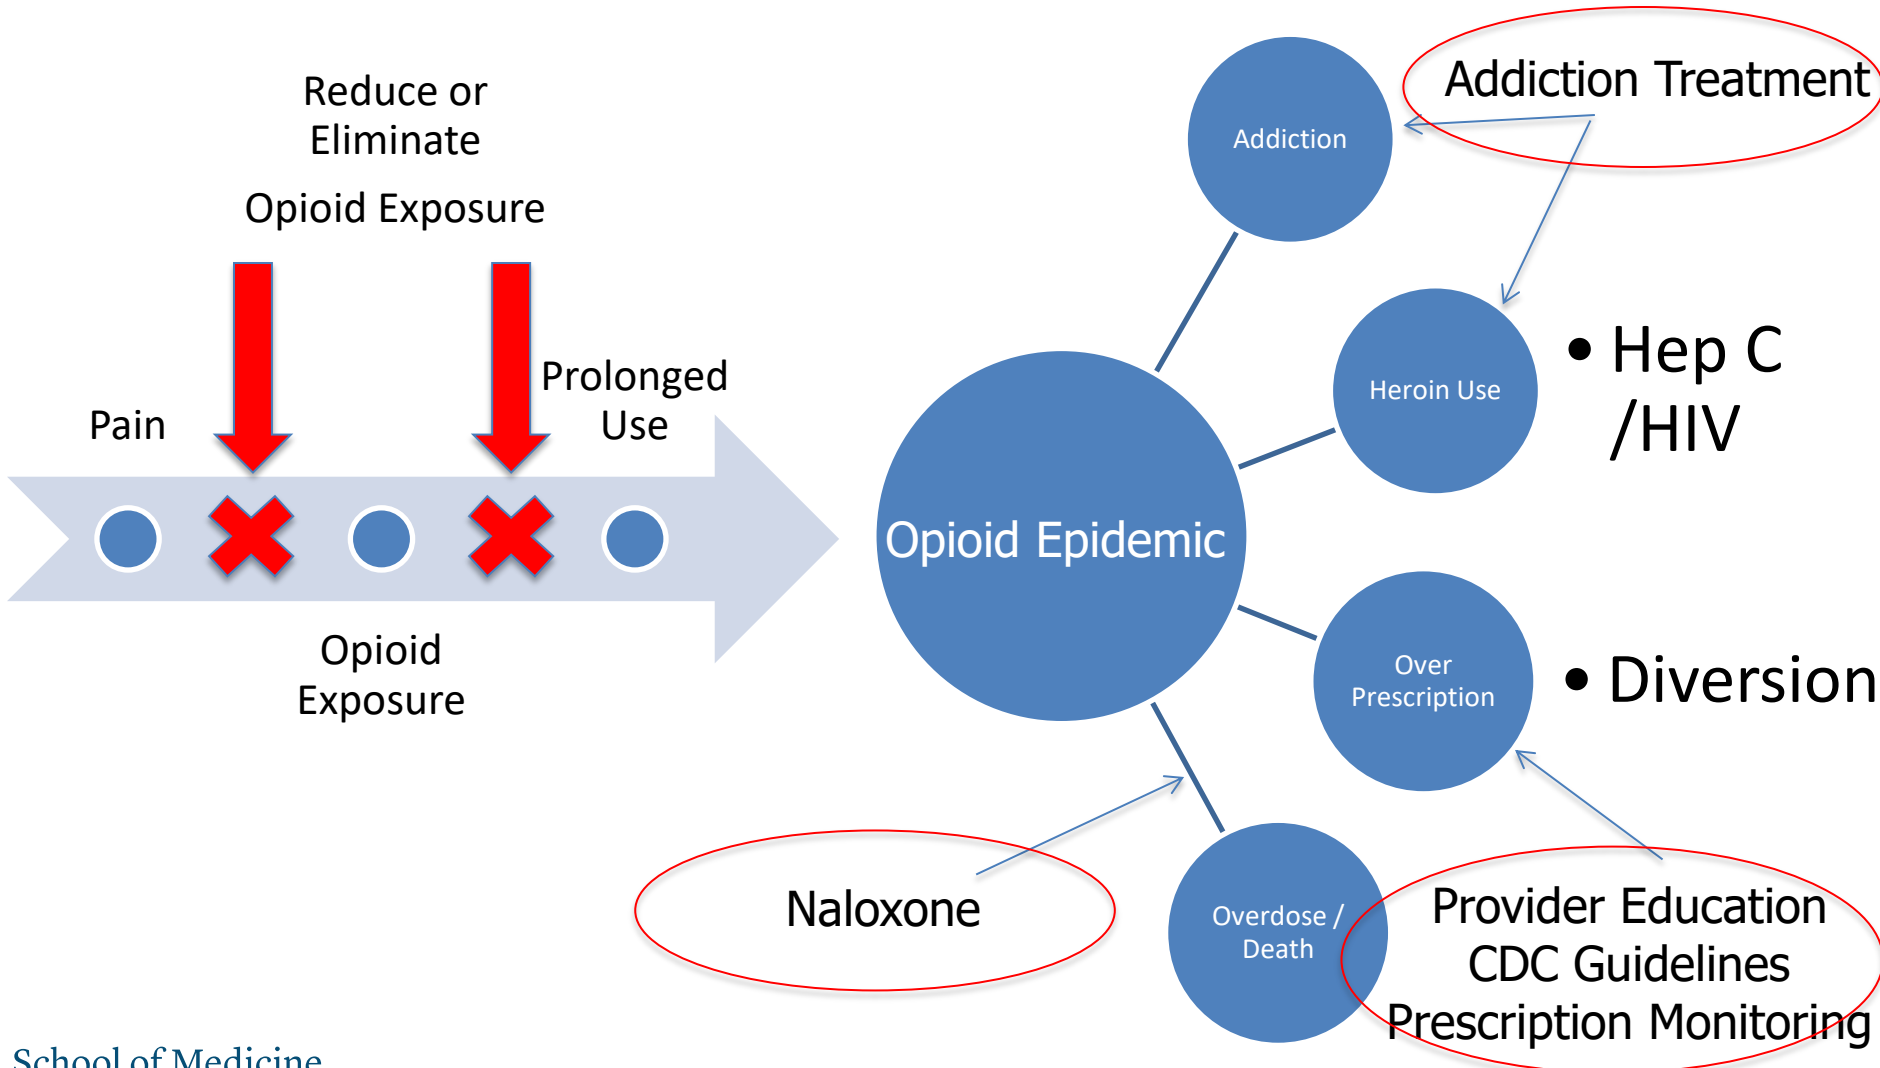 Reduce or
Eliminate
Opioid Exposure
Pain
Prolonged
Use
Opioid
Exposure
Opioid Epidemic
Addiction
Addiction Treatment
Heroin Use
• Hep C
/HIV
Over
Prescription
• Diversion
Naloxone
Overdose /
Death
Provider Education
CDC Guidelines
Prescription Monitoring
School of Medicine